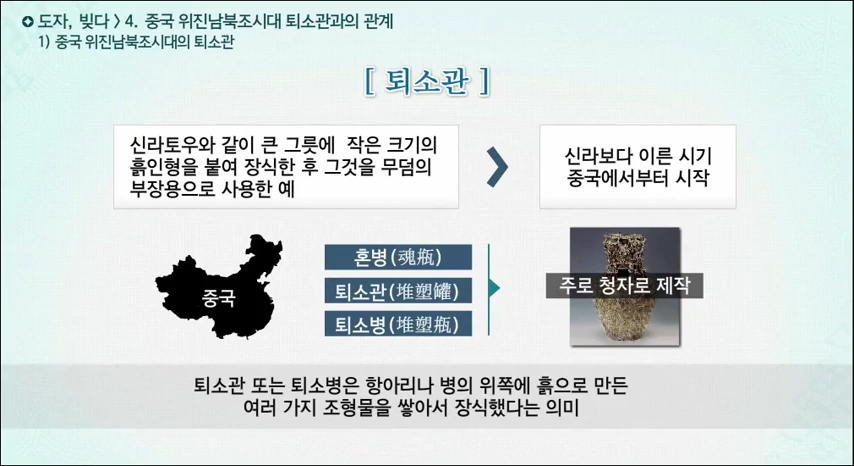 도자, 빚다 > 4. 중국 위진남북조시대 퇴소관과의 관계
1) 중국 위진남북조시대의 퇴소관
[ 퇴소관 ]
신라토우와 같이 큰 그릇에 작은 크기의
흙인형을 붙여 장식한 후 그것을 무덤의
부장용으로 사용한 예
신라보다 이른 시기
중국에서부터 시작
중국
혼병(魂瓶)
퇴소관(堆塑罐)
퇴소병(堆塑瓶)
주로 청자로 제작
퇴소관 또는 퇴소병은 항아리나 병의 위쪽에 흙으로 만든
여러 가지 조형물을 쌓아서 장식했다는 의미